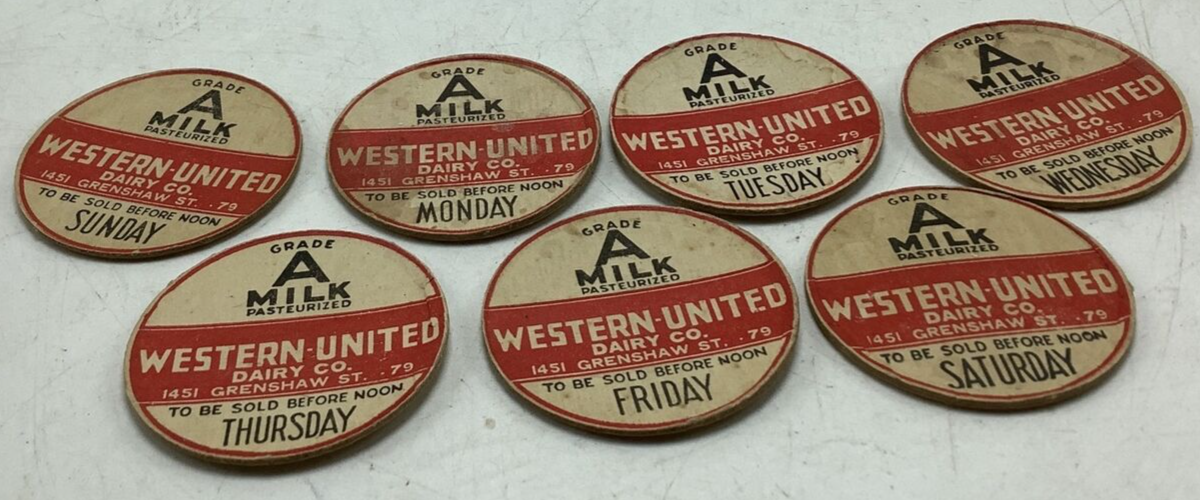 GRADE
A
MILK
PASTEURIZED
WESTERN-UNITED
DAIRY CO.
1451 GRENSHAW ST. . 79
TO BE SOLD BEFORE NOON
SUNDAY
GRADE
A
MILK
PASTEURIZED
WESTERN-UNITED
DAIRY CO.
1451 GRENSHAW ST. . 79
TO BE SOLD BEFORE NOON
MONDAY
GRADE
A
MILK
PASTEURIZED
WESTERN-UNITED
DAIRY CO.
1451 GRENSHAW ST. . 79
TO BE SOLD BEFORE NOON
TUESDAY
GRADE
A
MILK
PASTEURIZED
WESTERN-UNITED
DAIRY CO.
1451 GRENSHAW ST. . 79
TO BE SOLD BEFORE NOON
WEDNESDAY
GRADE
A
MILK
PASTEURIZED
WESTERN-UNITED
DAIRY CO.
1451 GRENSHAW ST. . 79
TO BE SOLD BEFORE NOON
THURSDAY
GRADE
A
MILK
PASTEURIZED
WESTERN-UNITED
DAIRY CO.
1451 GRENSHAW ST. . 79
TO BE SOLD BEFORE NOON
FRIDAY
GRADE
A
MILK
PASTEURIZED
WESTERN-UNITED
DAIRY CO.
1451 GRENSHAW ST. . 79
TO BE SOLD BEFORE NOON
SATURDAY